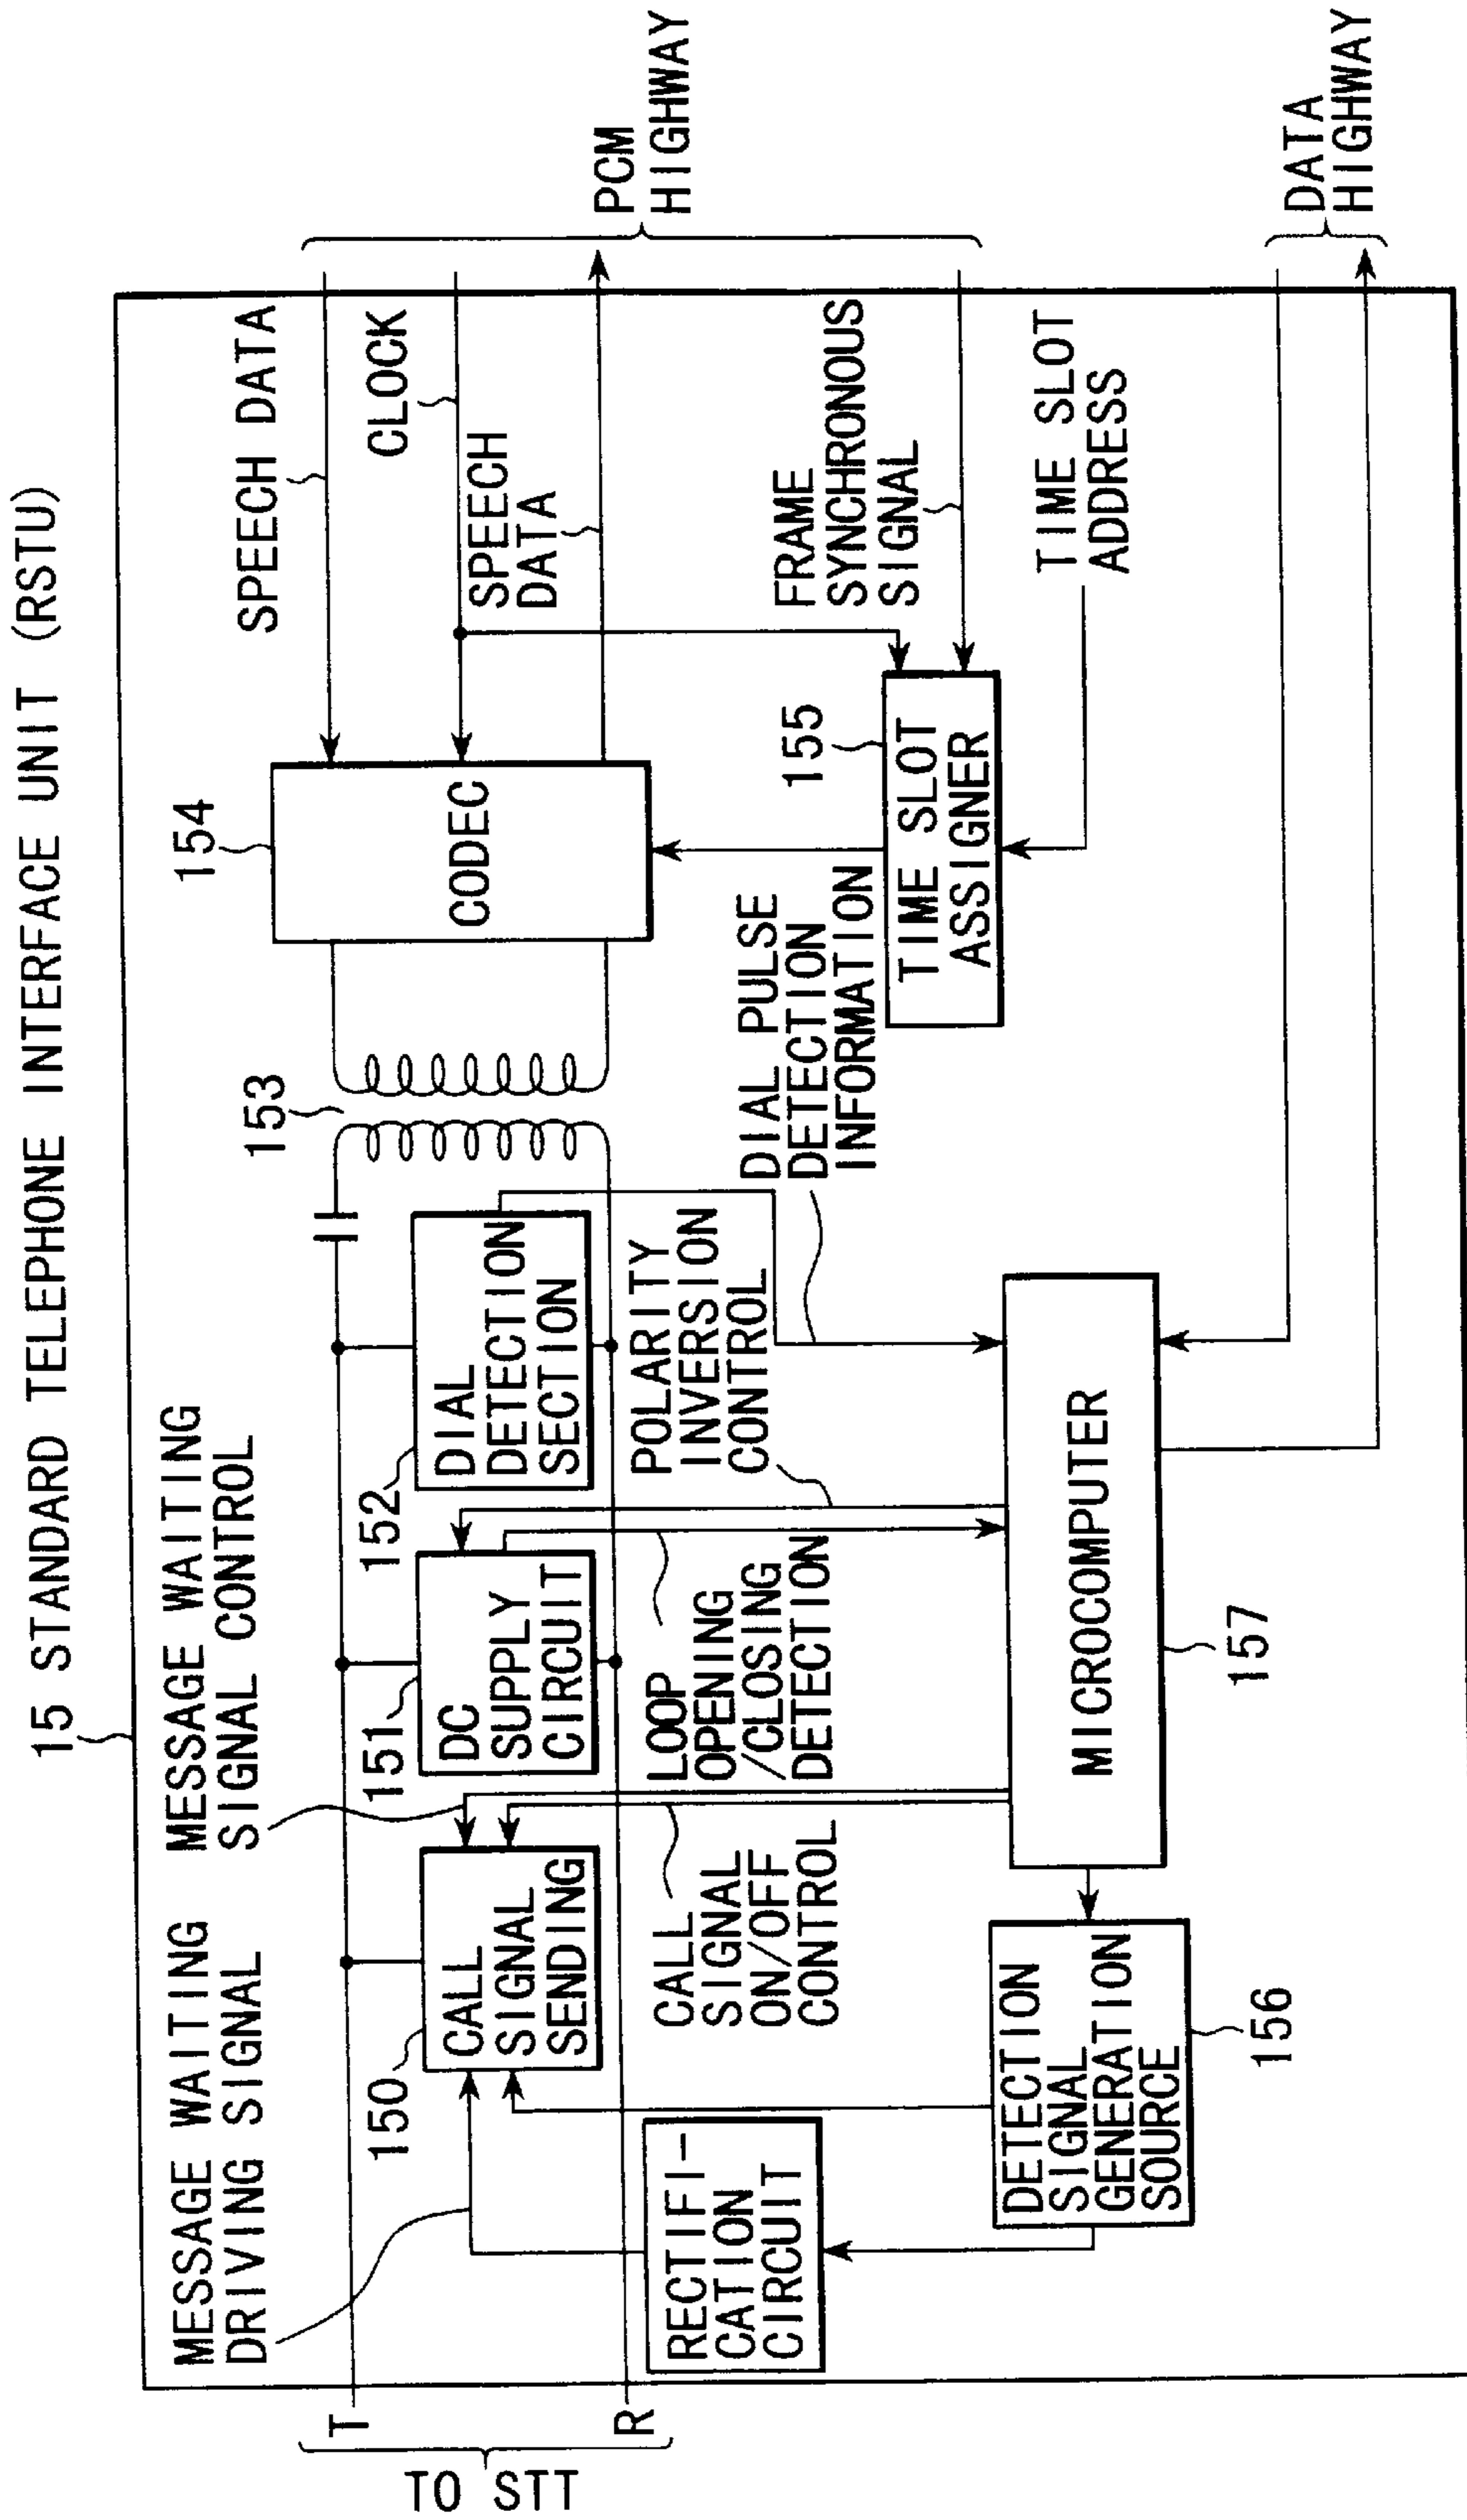 15 STANDARD TELEPHONE INTERFACE UNIT (RSTU)
MESSAGE WAITING
DRIVING SIGNAL
MESSAGE WAITING
SIGNAL CONTROL
153
154
SPEECH DATA
CLOCK
SPEECH
DATA
PCM
HIGHWAY
T
R
TO STT
150
CALL
SIGNAL
SENDING
151
DC
SUPPLY
CIRCUIT
152
DIAL
DETECTION
SECTION
CODEC
RECTIFI-
CATION
CIRCUIT
CALL
SIGNAL
ON/OFF
CONTROL
LOOP
OPENING
/CLOSING
DETECTION
POLARITY
INVERSION
CONTROL
DIAL PULSE
DETECTION
INFORMATION
155
TIME SLOT
ASSIGNER
FRAME
SYNCHRONOUS
SIGNAL
TIME SLOT
ADDRESS
DETECTION
SIGNAL
GENERATION
SOURCE
156
MICROCOMPUTER
157
DATA
HIGHWAY